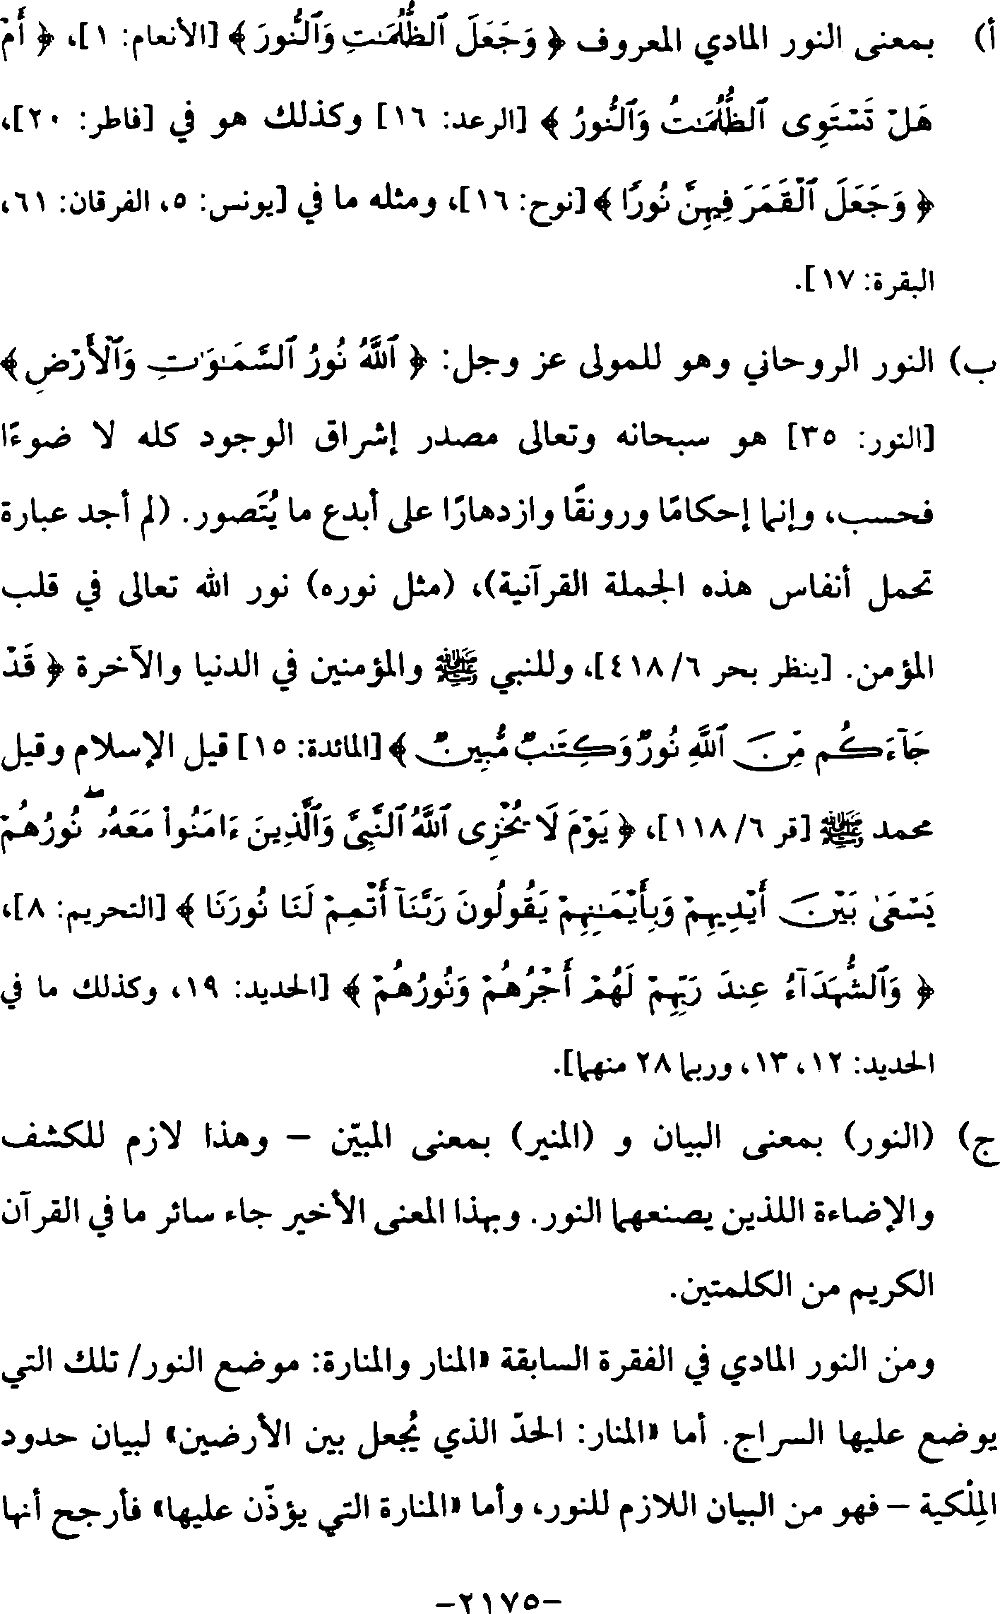 أ) بمعنى النور المادي المعروف ﴿ وَجَعَلَ ٱلظُّلُمَٰتِ وَٱلنُّورَ ﴾ [الأنعام: ١]، ﴿ أَمْ
هَلْ تَسْتَوِى ٱلظُّلُمَٰتُ وَٱلنُّورُ ﴾ [الرعد: ١٦] وكذلك هو في [فاطر: ٢٠]،
﴿ وَجَعَلَ ٱلْقَمَرَ فِيهِنَّ نُورًا ﴾ [نوح: ١٦]، ومثله ما في [يونس: ٥، الفرقان: ٦١،
البقرة: ١٧].
ب) النور الروحاني وهو للمولى عز وجل: ﴿ ٱللَّهُ نُورُ ٱلسَّمَٰوَٰتِ وَٱلْأَرْضِ ﴾
[النور: ٣٥] هو سبحانه وتعالى مصدر إشراق الوجود كله لا ضوءًا
فحسب، وإنما إحكامًا ورونقًا وازدهارًا على أبدع ما يُتَصور. (لم أجد عبارة
تحمل أنفاس هذه الجملة القرآنية)، (مثل نوره) نور الله تعالى في قلب
المؤمن. [ينظر بحر ٦/ ٤١٨]، وللنبي ﷺ والمؤمنين في الدنيا والآخرة ﴿ قَدْ
جَآءَكُم مِّنَ ٱللَّهِ نُورٌ وَكِتَٰبٌ مُّبِينٌ ﴾ [المائدة: ١٥] قيل الإسلام وقيل
محمد ﷺ [قر ٦/ ١١٨]، ﴿ يَوْمَ لَا يُخْزِى ٱللَّهُ ٱلنَّبِىَّ وَٱلَّذِينَ ءَامَنُوا۟ مَعَهُۥ ۖ نُورُهُمْ
يَسْعَىٰ بَيْنَ أَيْدِيهِمْ وَبِأَيْمَٰنِهِمْ يَقُولُونَ رَبَّنَآ أَتْمِمْ لَنَا نُورَنَا ﴾ [التحريم: ٨]،
﴿ وَٱلشُّهَدَآءُ عِندَ رَبِّهِمْ لَهُمْ أَجْرُهُمْ وَنُورُهُمْ ﴾ [الحديد: ١٩، وكذلك ما في
الحديد: ١٢، ١٣، وربما ٢٨ منهما].
ج) (النور) بمعنى البيان و (المنير) بمعنى المبيّن – وهذا لازم للكشف
والإضاءة اللذين يصنعهما النور. وبهذا المعنى الأخير جاء سائر ما في القرآن
الكريم من الكلمتين.
ومن النور المادي في الفقرة السابقة «المنار والمنارة: موضع النور/ تلك التي
يوضع عليها السراج. أما «المنار: الحدّ الذي يُجعل بين الأرضين» لبيان حدود
المِلْكية – فهو من البيان اللازم للنور، وأما «المنارة التي يؤذّن عليها» فأرجح أنها
-٢١٧٥-